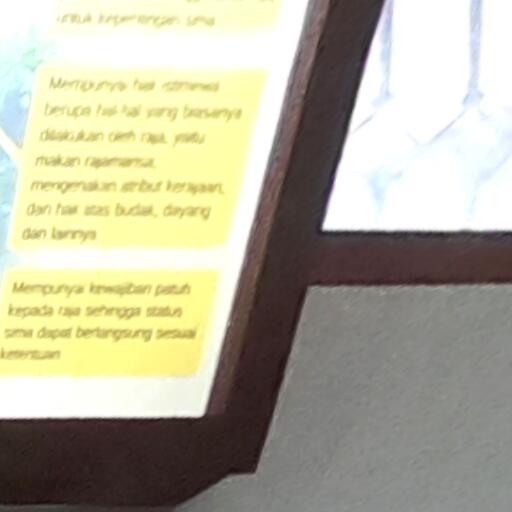 untuk kepentingan sima
Mempunyai hak istimewa
berupa hal-hal yang biasanya
dilakukan oleh raja, yaitu
makan rajamansa,
mengenakan atribut kerajaan,
dan hak atas budak, dayang
dan lainnya
Mempunyai kewajiban patuh
kepada raja sehingga status
sima dapat berlangsung sesuai
ketentuan